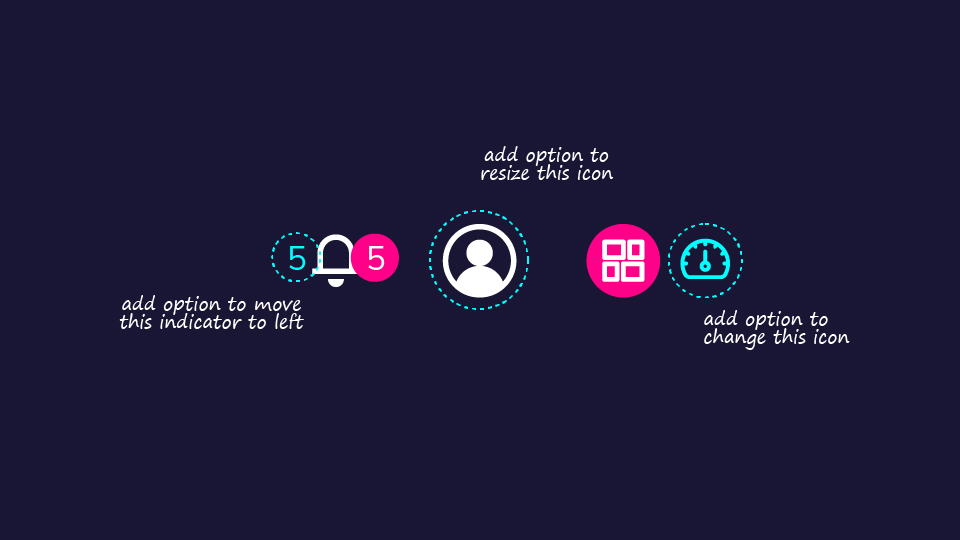 add option to
resize this icon
5
5
add option to move
this indicator to left
add option to
change this icon